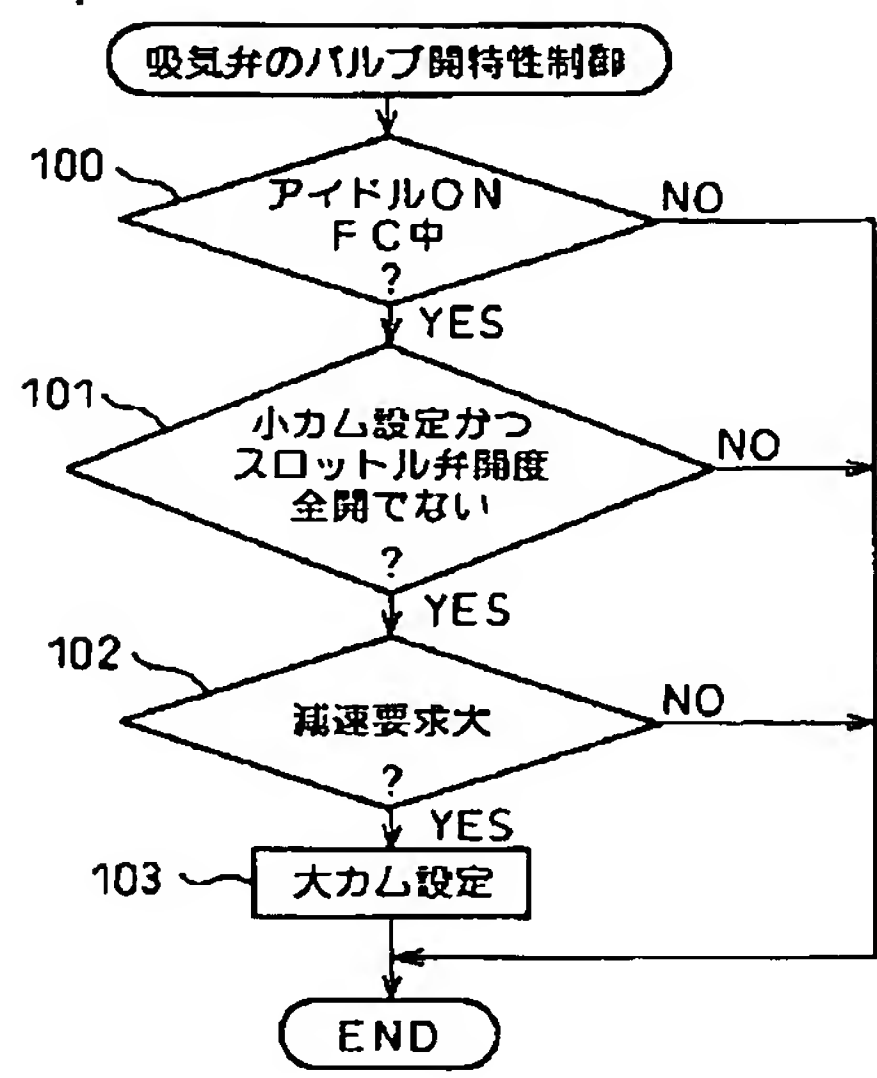 吸気弁のバルブ開特性制御
100
アイドルON
FC中
?
NO
YES
101
小カム設定かつ
スロットル弁開度
全開でない
?
NO
YES
102
減速要求大
?
NO
YES
103
大カム設定
END